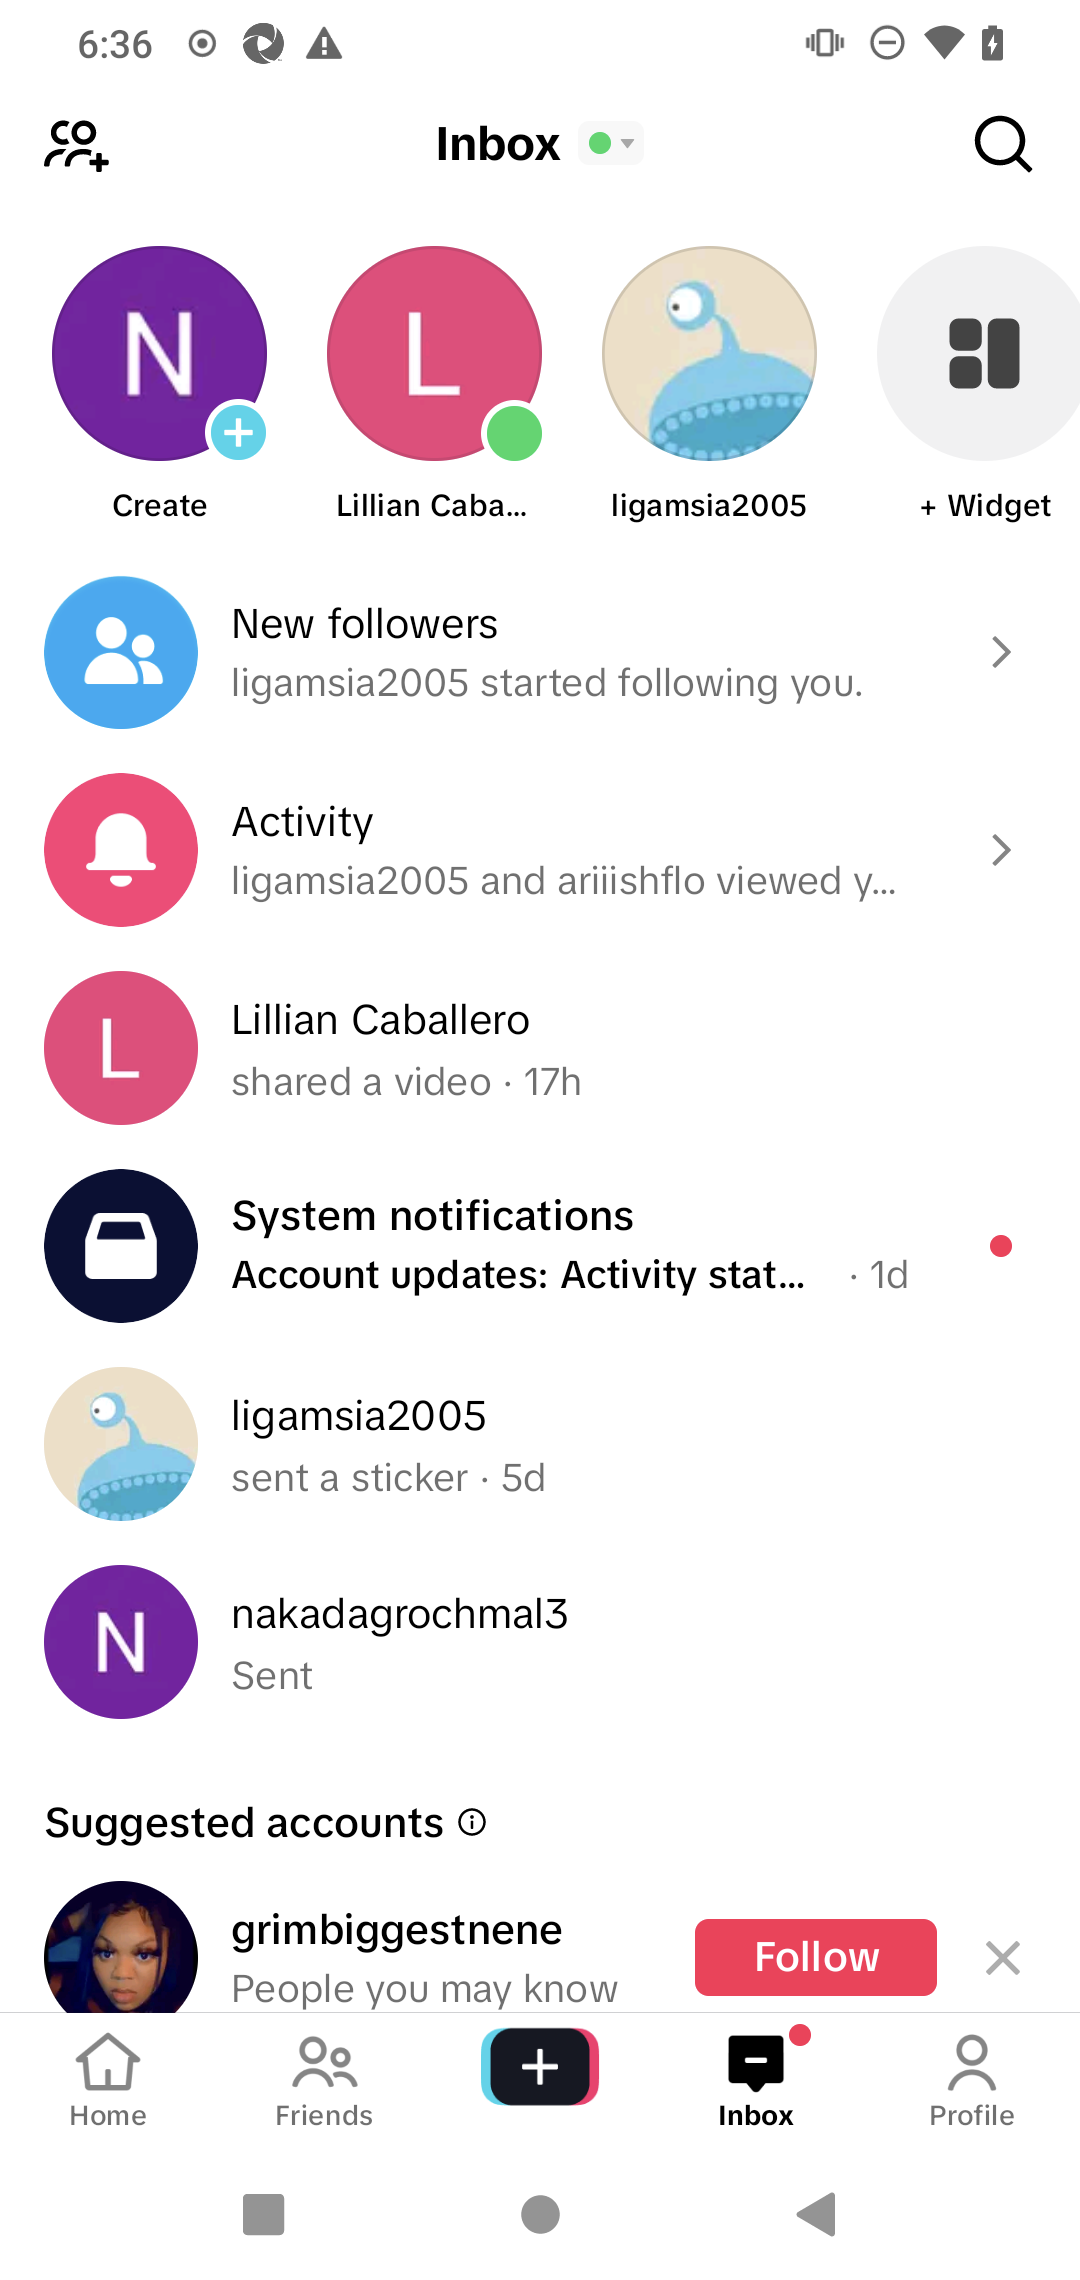 6:36
Inbox
N
L
Create
Lillian Caba...
ligamsia2005
+ Widget
New followers
ligamsia2005 started following you.
Activity
ligamsia2005 and ariiishflo viewed y...
L
Lillian Caballero
shared a video · 17h
System notifications
Account updates: Activity stat... · 1d
ligamsia2005
sent a sticker · 5d
N
nakadagrochmal3
Sent
Suggested accounts
grimbiggestnene
People you may know
Follow
Home
Friends
Inbox
Profile